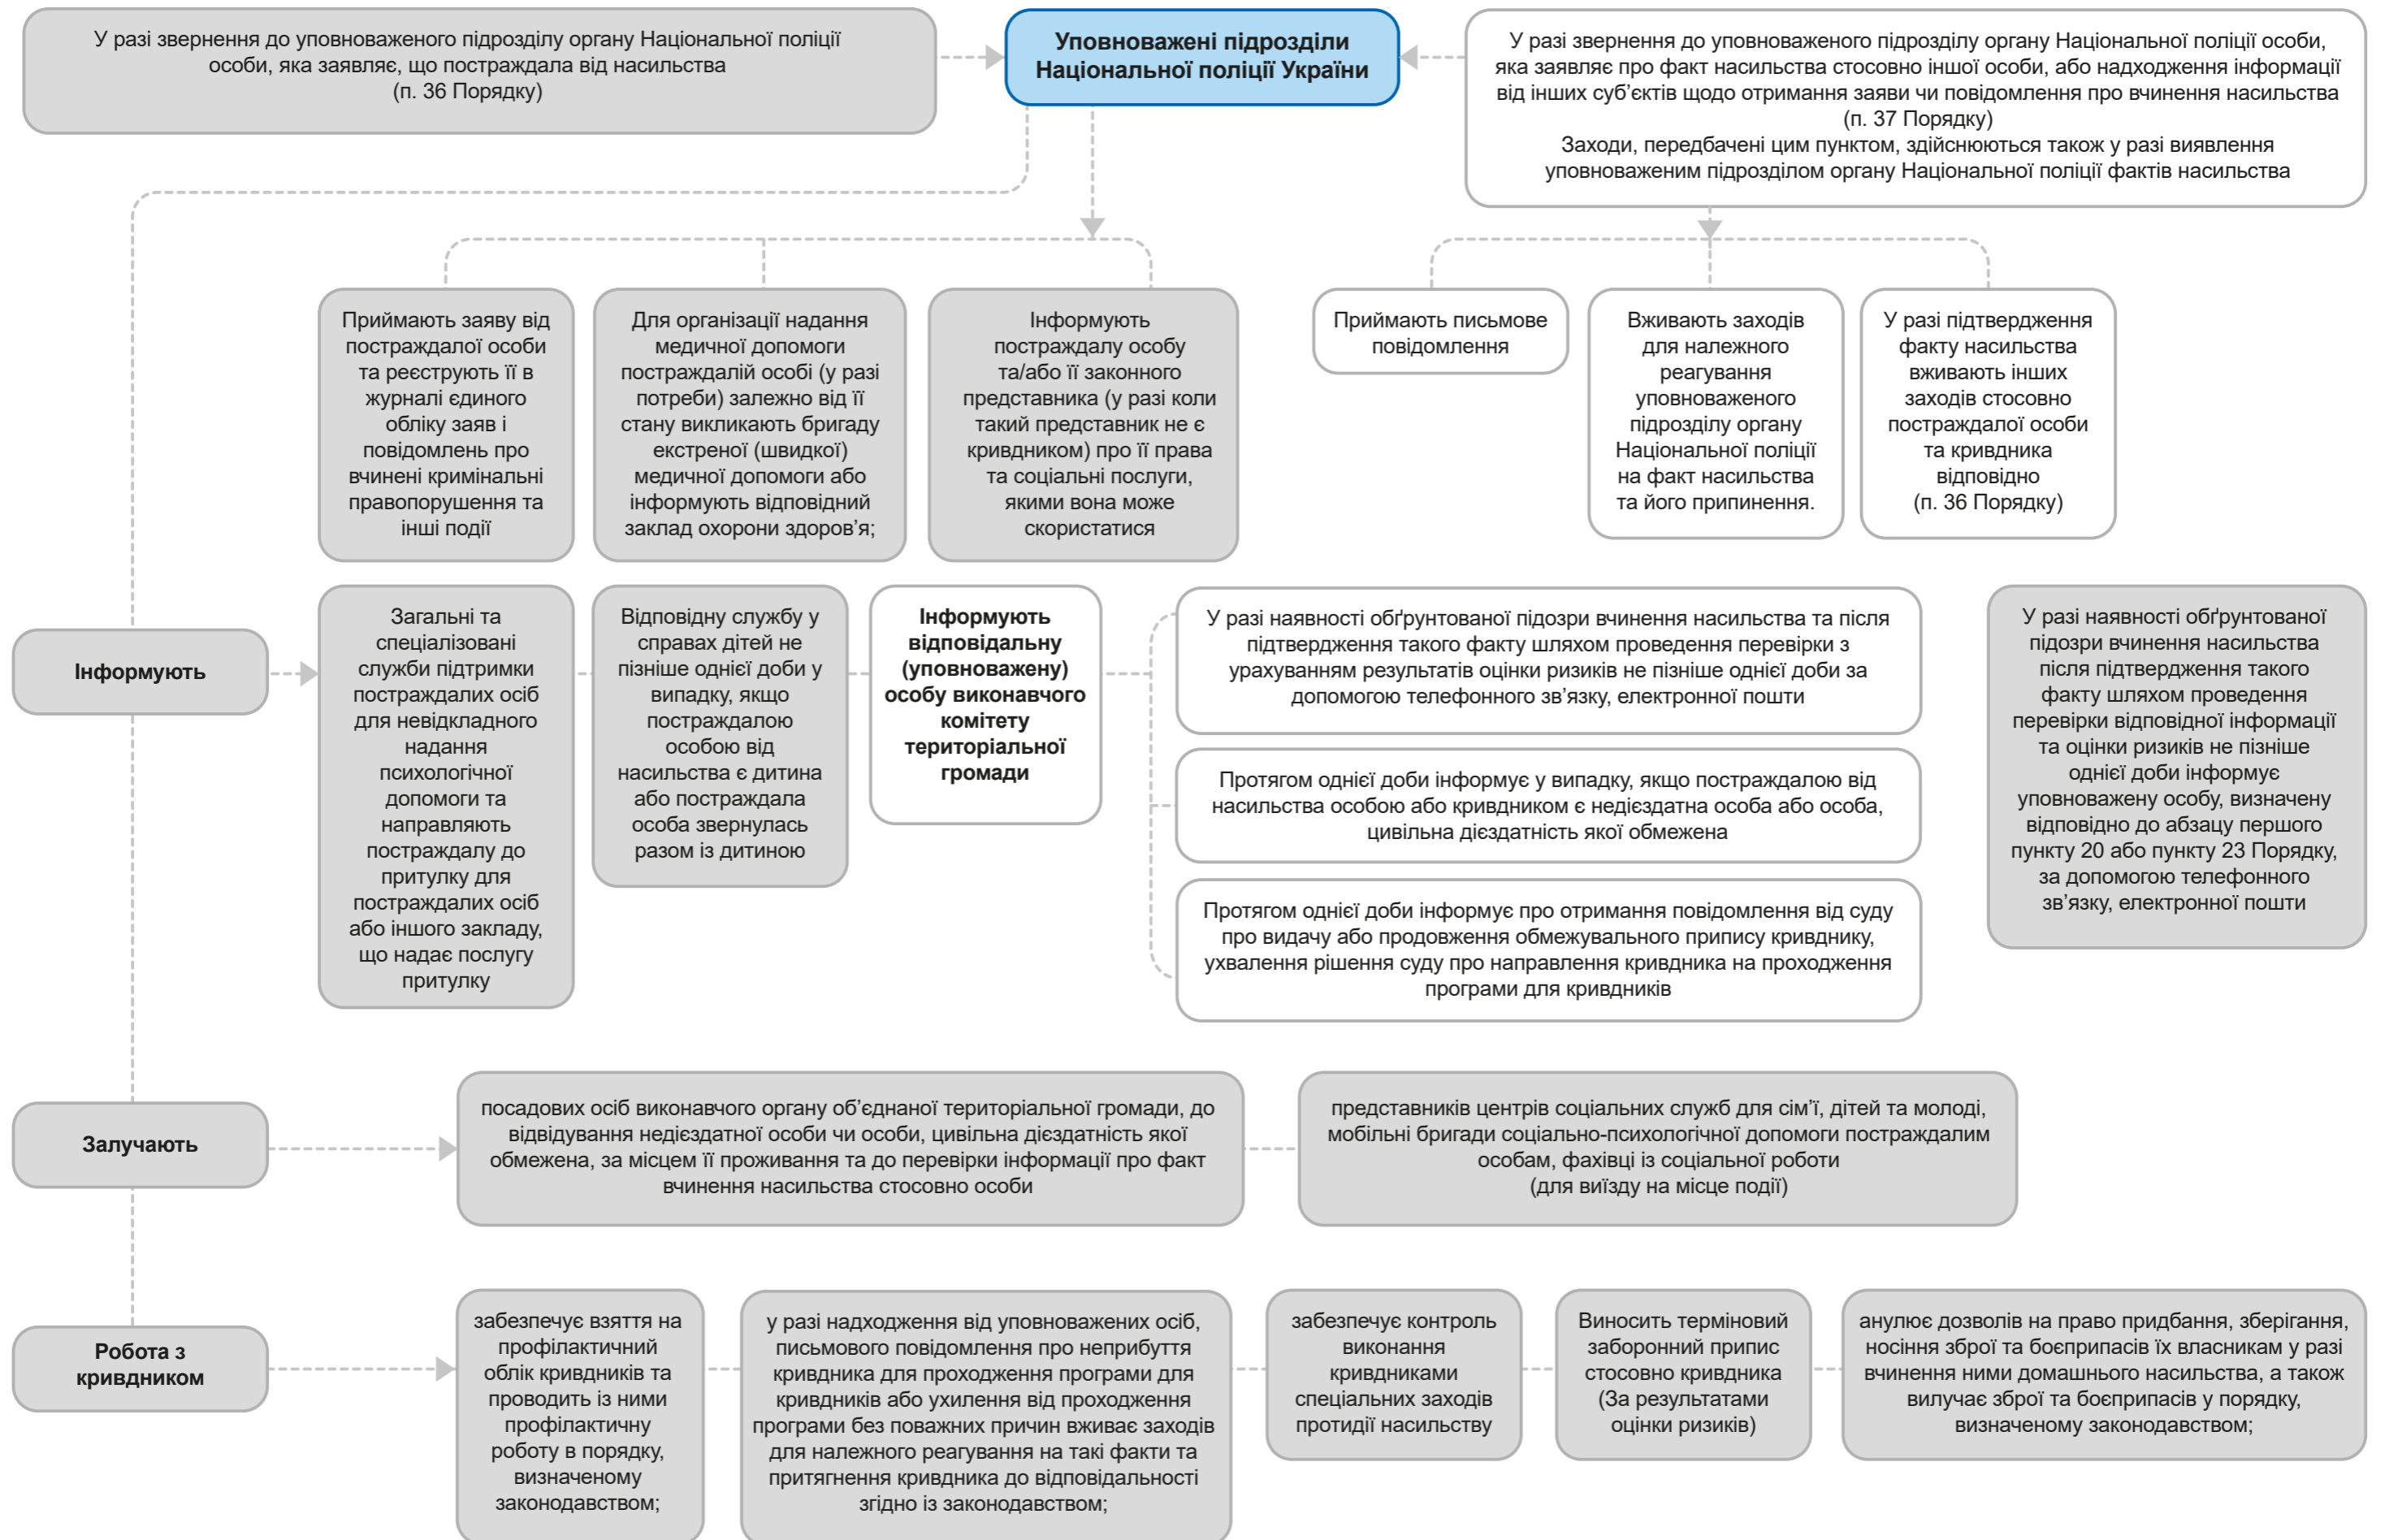 У разі звернення до уповноваженого підрозділу органу Національної поліції
особи, яка заявляє, що постраждала від насильства
(п. 36 Порядку)
Уповноважені підрозділи
Національної поліції України
У разі звернення до уповноваженого підрозділу органу Національної поліції особи,
яка заявляє про факт насильства стосовно іншої особи, або надходження інформації
від інших суб’єктів щодо отримання заяви чи повідомлення про вчинення насильства
(п. 37 Порядку)
Заходи, передбачені цим пунктом, здійснюються також у разі виявлення
уповноваженим підрозділом органу Національної поліції фактів насильства
Приймають заяву від
постраждалої особи
та реєструють її в
журналі єдиного
обліку заяв і
повідомлень про
вчинені кримінальні
правопорушення та
інші події
Для організації надання
медичної допомоги
постраждалій особі (у разі
потреби) залежно від її
стану викликають бригаду
екстреної (швидкої)
медичної допомоги або
інформують відповідний
заклад охорони здоров’я;
Інформують
постраждалу особу
та/або її законного
представника (у разі коли
такий представник не є
кривдником) про її права
та соціальні послуги,
якими вона може
скористатися
Приймають письмове
повідомлення
Вживають заходів
для належного
реагування
уповноваженого
підрозділу органу
Національної поліції
на факт насильства
та його припинення.
У разі підтвердження
факту насильства
вживають інших
заходів стосовно
постраждалої особи
та кривдника
відповідно
(п. 36 Порядку)
Інформують
Загальні та
спеціалізовані
служби підтримки
постраждалих осіб
для невідкладного
надання
психологічної
допомоги та
направляють
постраждалу до
притулку для
постраждалих осіб
або іншого закладу,
що надає послугу
притулку
Відповідну службу у
справах дітей не
пізніше однієї доби у
випадку, якщо
постраждалою
особою від
насильства є дитина
або постраждала
особа звернулась
разом із дитиною
Інформують
відповідальну
(уповноважену)
особу виконавчого
комітету
територіальної
громади
У разі наявності обґрунтованої підозри вчинення насильства та після
підтвердження такого факту шляхом проведення перевірки з
урахуванням результатів оцінки ризиків не пізніше однієї доби за
допомогою телефонного зв’язку, електронної пошти
Протягом однієї доби інформує у випадку, якщо постраждалою від
насильства особою або кривдником є недієздатна особа або особа,
цивільна дієздатність якої обмежена
Протягом однієї доби інформує про отримання повідомлення від суду
про видачу або продовження обмежувального припису кривднику,
ухвалення рішення суду про направлення кривдника на проходження
програми для кривдників
У разі наявності обґрунтованої
підозри вчинення насильства
після підтвердження такого
факту шляхом проведення
перевірки відповідної інформації
та оцінки ризиків не пізніше
однієї доби інформує
уповноважену особу, визначену
відповідно до абзацу першого
пункту 20 або пункту 23 Порядку,
за допомогою телефонного
зв’язку, електронної пошти
Залучають
посадових осіб виконавчого органу об’єднаної територіальної громади, до
відвідування недієздатної особи чи особи, цивільна дієздатність якої
обмежена, за місцем її проживання та до перевірки інформації про факт
вчинення насильства стосовно особи
представників центрів соціальних служб для сім’ї, дітей та молоді,
мобільні бригади соціально-психологічної допомоги постраждалим
особам, фахівці із соціальної роботи
(для виїзду на місце події)
Робота з
кривдником
забезпечує взяття на
профілактичний
облік кривдників та
проводить із ними
профілактичну
роботу в порядку,
визначеному
законодавством;
у разі надходження від уповноважених осіб,
письмового повідомлення про неприбуття
кривдника для проходження програми для
кривдників або ухилення від проходження
програми без поважних причин вживає заходів
для належного реагування на такі факти та
притягнення кривдника до відповідальності
згідно із законодавством;
забезпечує контроль
виконання
кривдниками
спеціальних заходів
протидії насильству
Виносить терміновий
заборонний припис
стосовно кривдника
(За результатами
оцінки ризиків)
анулює дозволів на право придбання, зберігання,
носіння зброї та боєприпасів їх власникам у разі
вчинення ними домашнього насильства, а також
вилучає зброї та боєприпасів у порядку,
визначеному законодавством;